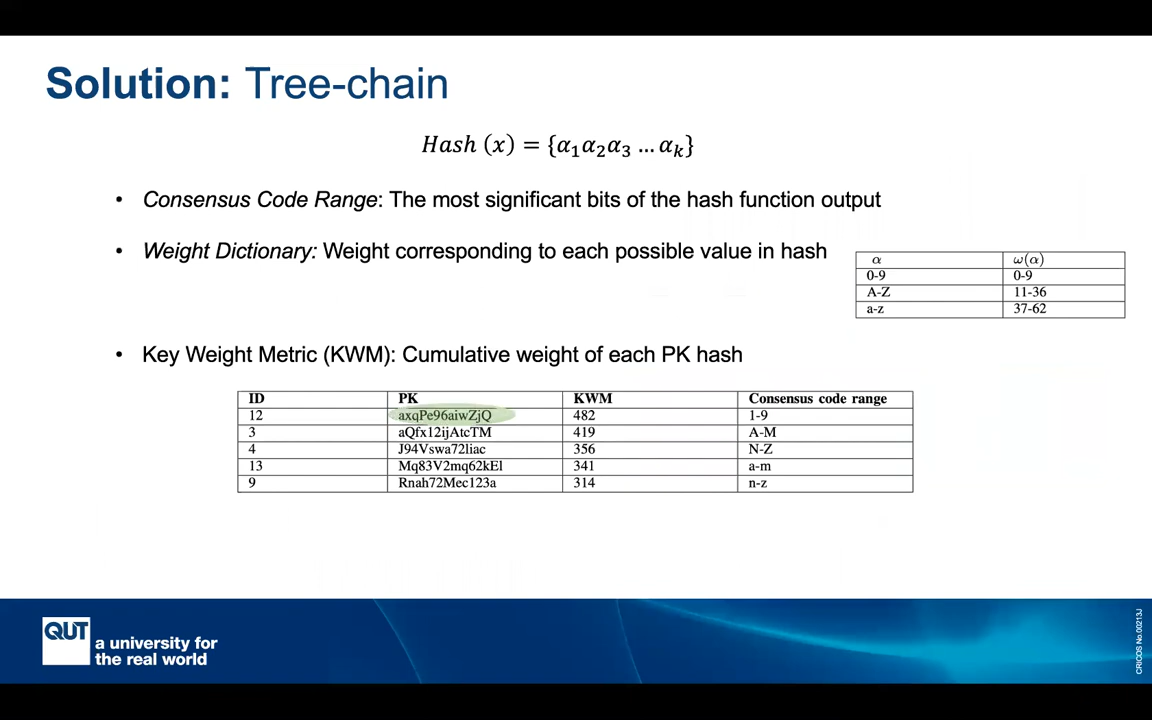 Solution: Tree-chain
Hash (x) = {α₁α₂α₃ … αₖ}
• Consensus Code Range: The most significant bits of the hash function output
• Weight Dictionary: Weight corresponding to each possible value in hash
α ω(α)
0-9 0-9
A-Z 11-36
a-z 37-62
• Key Weight Metric (KWM): Cumulative weight of each PK hash
ID PK KWM Consensus code range
12 axqPe96aiwZjQ 482 1-9
3 aQfx12ijAtcTM 419 A-M
4 J94Vswa72liac 356 N-Z
13 Mq83V2mq62kEl 341 a-m
9 Rnah72Mec123a 314 n-z
QUT
a university for
the real world
CRICOS No.00213J